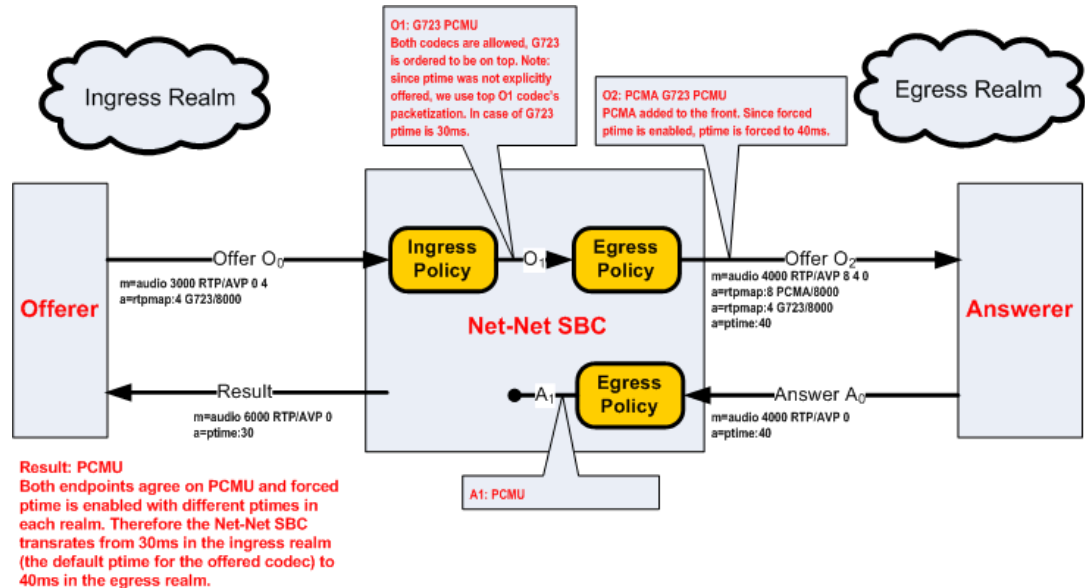 O1: G723 PCMU
Both codecs are allowed, G723
is ordered to be on top. Note:
since ptime was not explicitly
offered, we use top O1 codec's
packetization. In case of G723
ptime is 30ms.
Ingress Realm
Egress Realm
O2: PCMA G723 PCMU
PCMA added to the front. Since forced
ptime is enabled, ptime is forced to 40ms.
Offerer
Offer O0
m=audio 3000 RTP/AVP 0 4
a=rtpmap:4 G723/8000
Ingress
Policy
O1
Egress
Policy
Offer O2
m=audio 4000 RTP/AVP 8 4 0
a=rtpmap:8 PCMA/8000
a=rtpmap:4 G723/8000
a=ptime:40
Answerer
Net-Net SBC
Result
m=audio 6000 RTP/AVP 0
a=ptime:30
A1
Egress
Policy
Answer A0
m=audio 4000 RTP/AVP 0
a=ptime:40
A1: PCMU
Result: PCMU
Both endpoints agree on PCMU and forced
ptime is enabled with different ptimes in
each realm. Therefore the Net-Net SBC
transrates from 30ms in the ingress realm
(the default ptime for the offered codec) to
40ms in the egress realm.